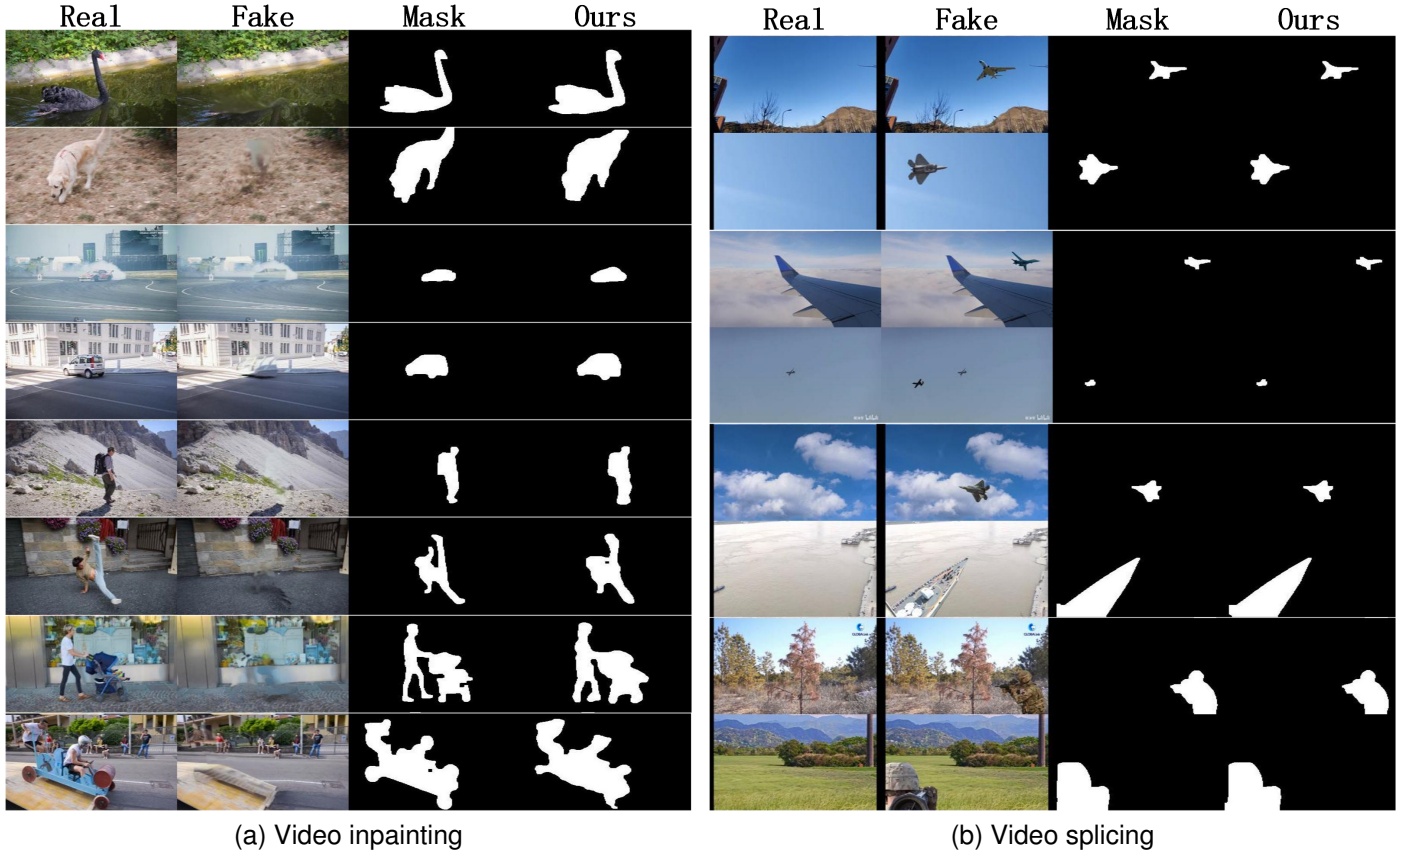 Real Fake Mask Ours
Real Fake Mask Ours
(a) Video inpainting
(b) Video splicing